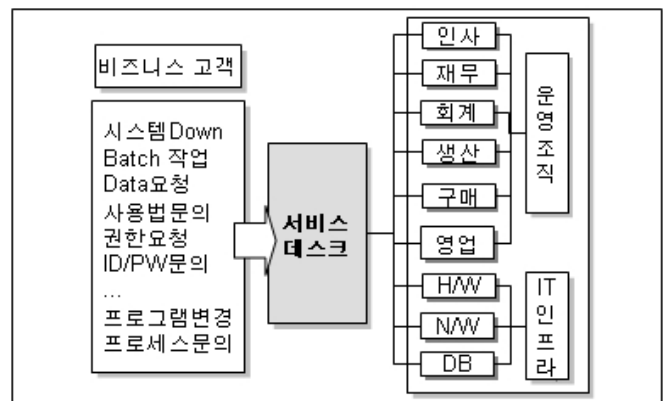 비즈니스 고객
시스템Down
Batch 작업
Data요청
사용법문의
권한요청
ID/PW문의
...
프로그램변경
프로세스문의
서비스
데스크
인사
재무
회계
생산
구매
영업
H/W
N/W
DB
운영조직
IT인프라